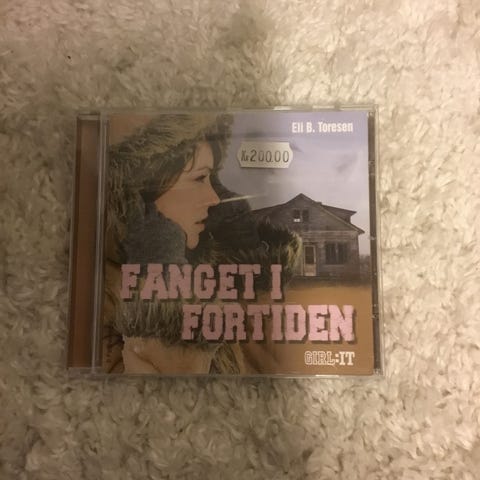 Eli B. Toresen
Kr 200.00
FANGET I
FORTIDEN
GIRL:IT